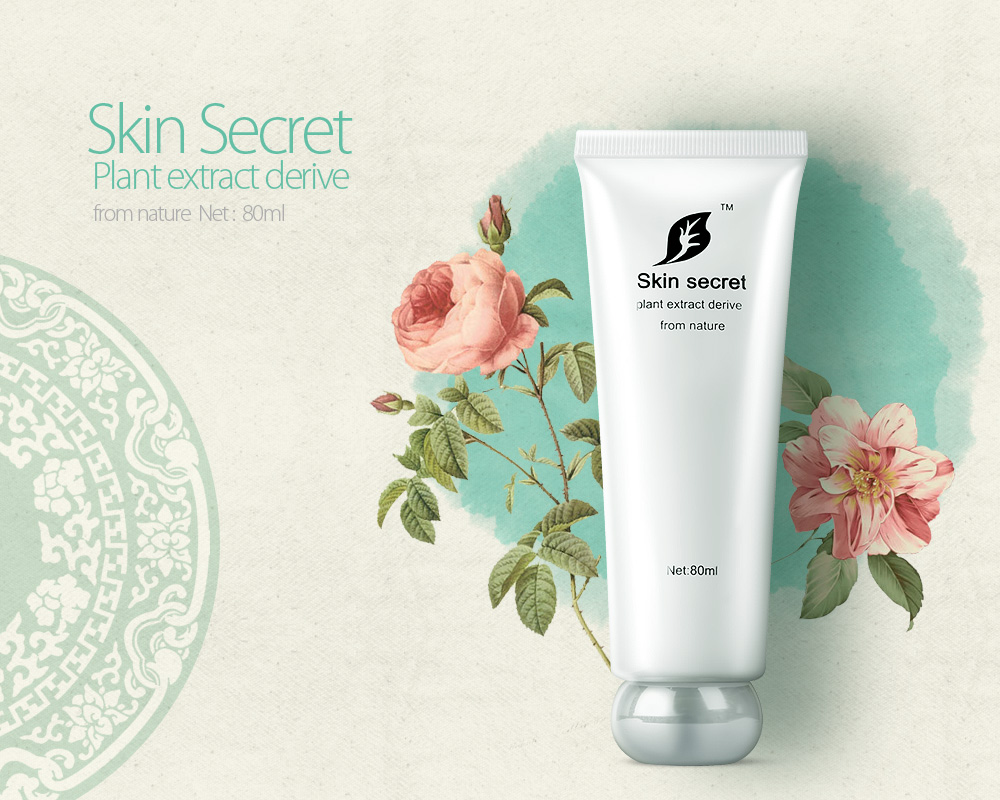 Skin Secret
Plant extract derive
from nature Net : 80ml
TM
Skin secret
plant extract derive
from nature
Net:80ml